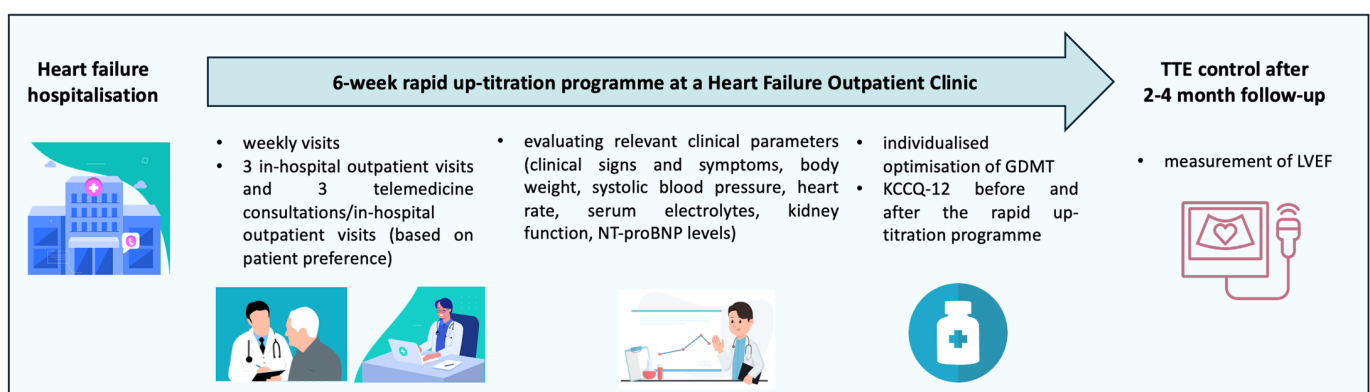 Heart failure
hospitalisation
6-week rapid up-titration programme at a Heart Failure Outpatient Clinic
TTE control after
2-4 month follow-up
• weekly visits
• 3 in-hospital outpatient visits
and 3 telemedicine
consultations/in-hospital
outpatient visits (based on
patient preference)
• evaluating relevant clinical parameters
(clinical signs and symptoms, body
weight, systolic blood pressure, heart
rate, serum electrolytes, kidney
function, NT-proBNP levels)
• individualised
optimisation of GDMT
• KCCQ-12 before and
after the rapid up-
titration programme
• measurement of LVEF